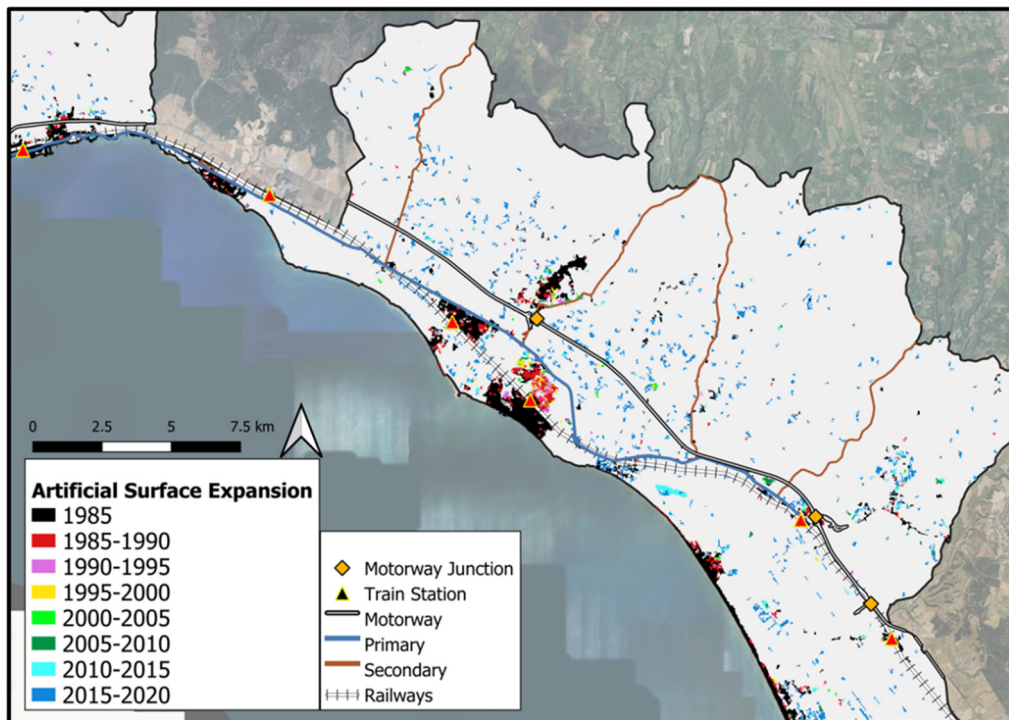 0 2.5 5 7.5 km
Artificial Surface Expansion
1985
1985-1990
1990-1995
1995-2000
2000-2005
2005-2010
2010-2015
2015-2020
Motorway Junction
Train Station
Motorway
Primary
Secondary
Railways